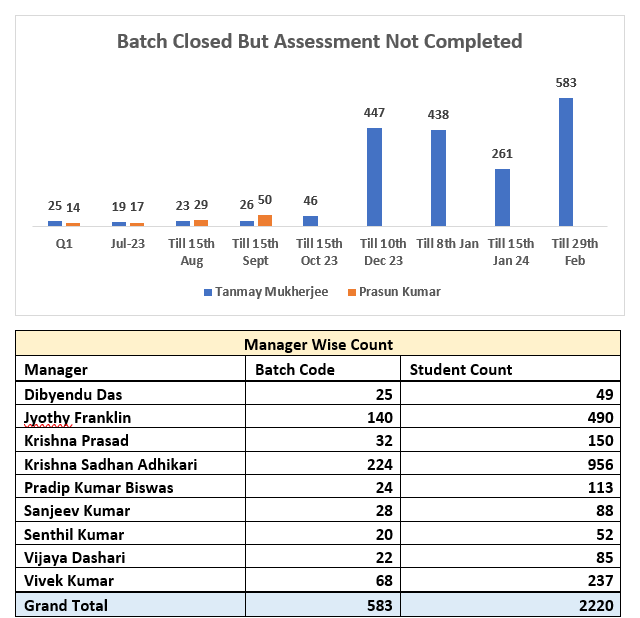 Batch Closed But Assessment Not Completed
25 14 19 17 23 29 26 50 46 447 438 261 583
Q1 Jul-23 Till 15th Aug Till 15th Sept Till 15th Oct 23 Till 10th Dec 23 Till 8th Jan Till 15th Jan 24 Till 29th Feb
Tanmay Mukherjee Prasun Kumar
Manager Wise Count
Manager Batch Code Student Count
Dibyendu Das 25 49
Jyothy Franklin 140 490
Krishna Prasad 32 150
Krishna Sadhan Adhikari 224 956
Pradip Kumar Biswas 24 113
Sanjeev Kumar 28 88
Senthil Kumar 20 52
Vijaya Dashari 22 85
Vivek Kumar 68 237
Grand Total 583 2220